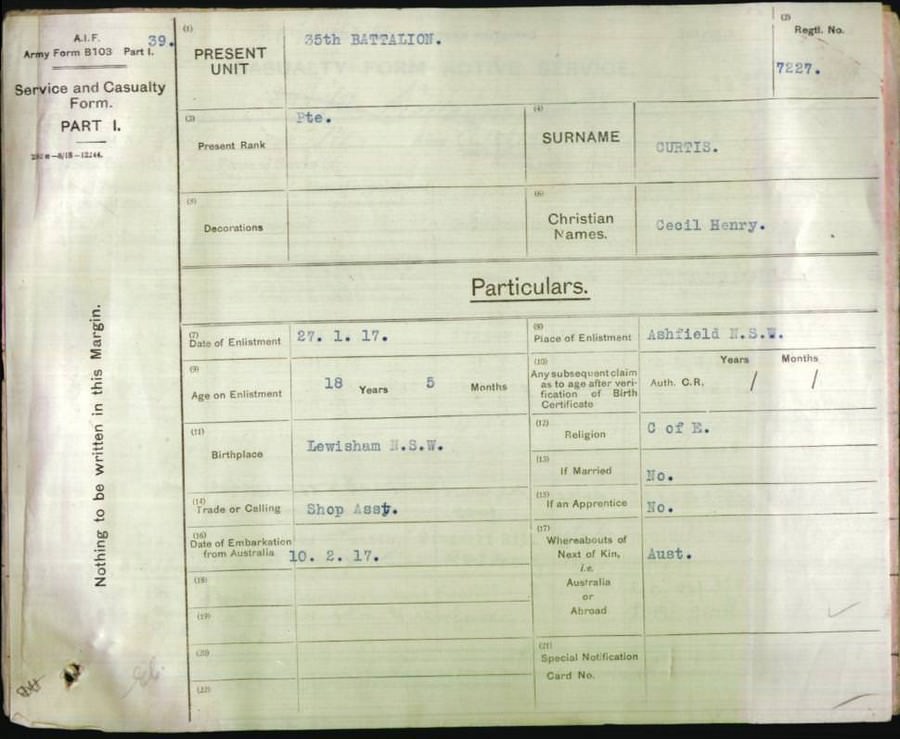 A.I.F. 39.
Army Form B103 Part I.
Service and Casualty
Form.
PART I.
Nothing to be written in this Margin.
(1) PRESENT
UNIT
35th BATTALION.
(2)
Regtl. No.
7227.
(3)
Present Rank
Pte.
(4)
SURNAME
CURTIS.
(5)
Decorations
(6)
Christian
Names.
Cecil Henry.
Particulars.
(7)
Date of Enlistment
27. 1. 17.
(8)
Place of Enlistment
Ashfield N.S.W.
(9)
Age on Enlistment
18 Years 5 Months
(10)
Any subsequent claim
as to age after veri-
fication of Birth
Certificate
Years Months
Auth. C.R. / /
(11)
Birthplace
Lewisham N.S.W.
(12)
Religion
C of E.
(13)
If Married
No.
(14)
Trade or Calling
Shop Asst.
(15)
If an Apprentice
No.
(16)
Date of Embarkation
from Australia
10. 2. 17.
(17)
Whereabouts of
Next of Kin,
i.e.
Australia
or
Abroad
Aust.
(18)
(19)
(20)
(21)
Special Notification
Card No.
(22)